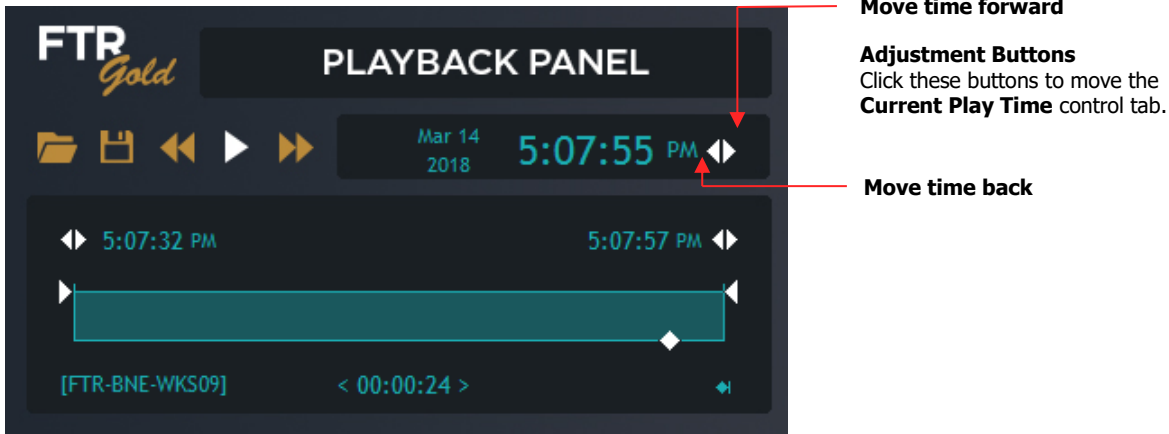 Move time forward
FTR
Gold
PLAYBACK PANEL
Adjustment Buttons
Click these buttons to move the
Current Play Time control tab.
Mar 14
2018
5:07:55 PM
Move time back
5:07:32 PM
5:07:57 PM
[FTR-BNE-WKS09]
< 00:00:24 >